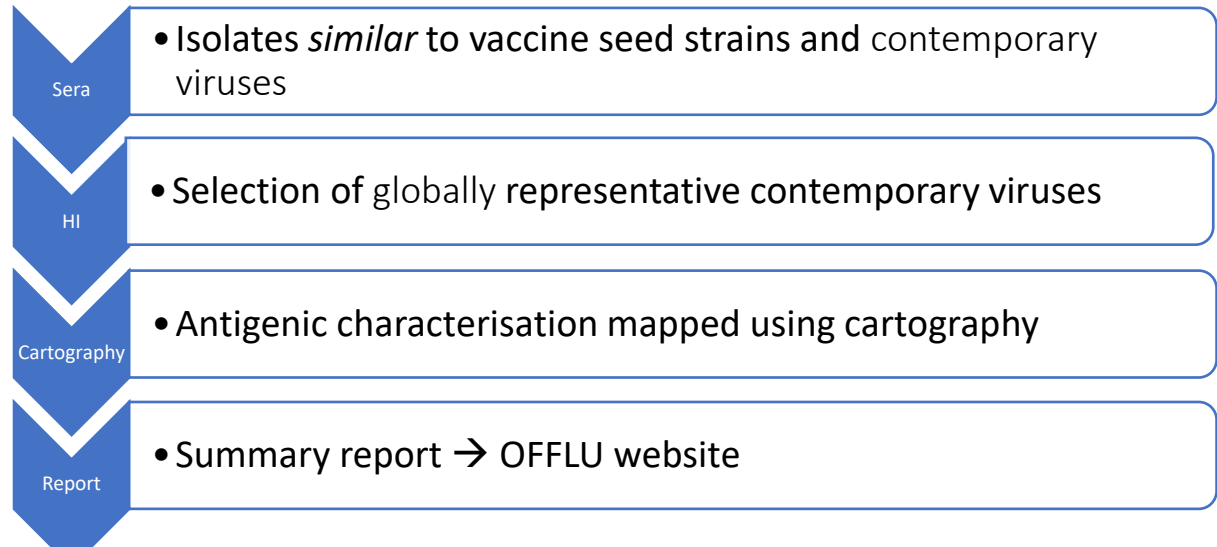 Sera
•Isolates similar to vaccine seed strains and contemporary
viruses
HI
•Selection of globally representative contemporary viruses
Cartography
•Antigenic characterisation mapped using cartography
Report
•Summary report → OFFLU website